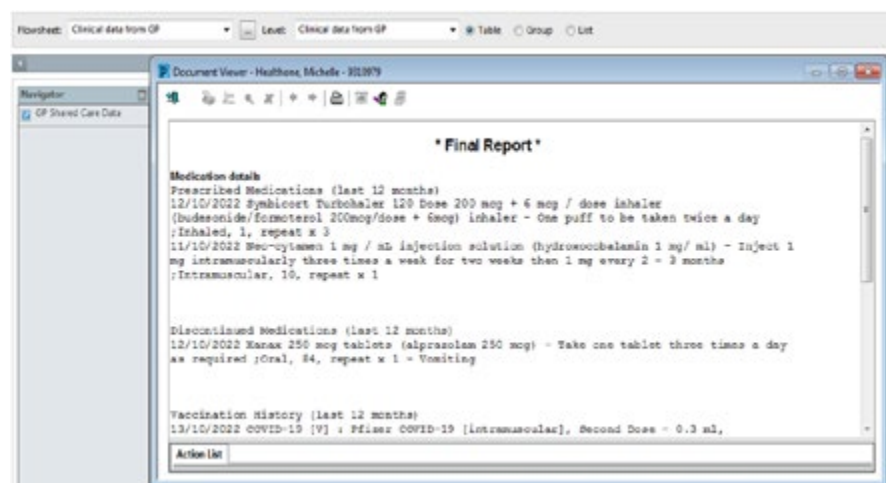 Flowsheet: Clinical data from GP ... Level: Clinical data from GP Table Group List
Document Viewer - Healthone, Michelle - 3010979
Navigator
GP Shared Care Data
* Final Report *
Medication details
Prescribed Medications (last 12 months)
12/10/2022 Symbicort Turbohaler 120 Dose 200 mcg + 6 mcg / dose inhaler
(budesonide/formoterol 200mcg/dose + 6mcg) inhaler - One puff to be taken twice a day
;Inhaled, 1, repeat x 3
11/10/2022 Neo-cytamen 1 mg / mL injection solution (hydroxocobalamin 1 mg/ ml) - Inject 1
mg intramuscularly three times a week for two weeks then 1 mg every 2 - 3 months
;Intramuscular, 10, repeat x 1
Discontinued Medications (last 12 months)
12/10/2022 Xanax 250 mcg tablets (alprazolam 250 mcg) - Take one tablet three times a day
as required ;Oral, 84, repeat x 1 - Vomiting
Vaccination History (last 12 months)
13/10/2022 COVID-19 [V] : Pfizer COVID-19 [intramuscular], Second Dose - 0.3 ml,
Action List